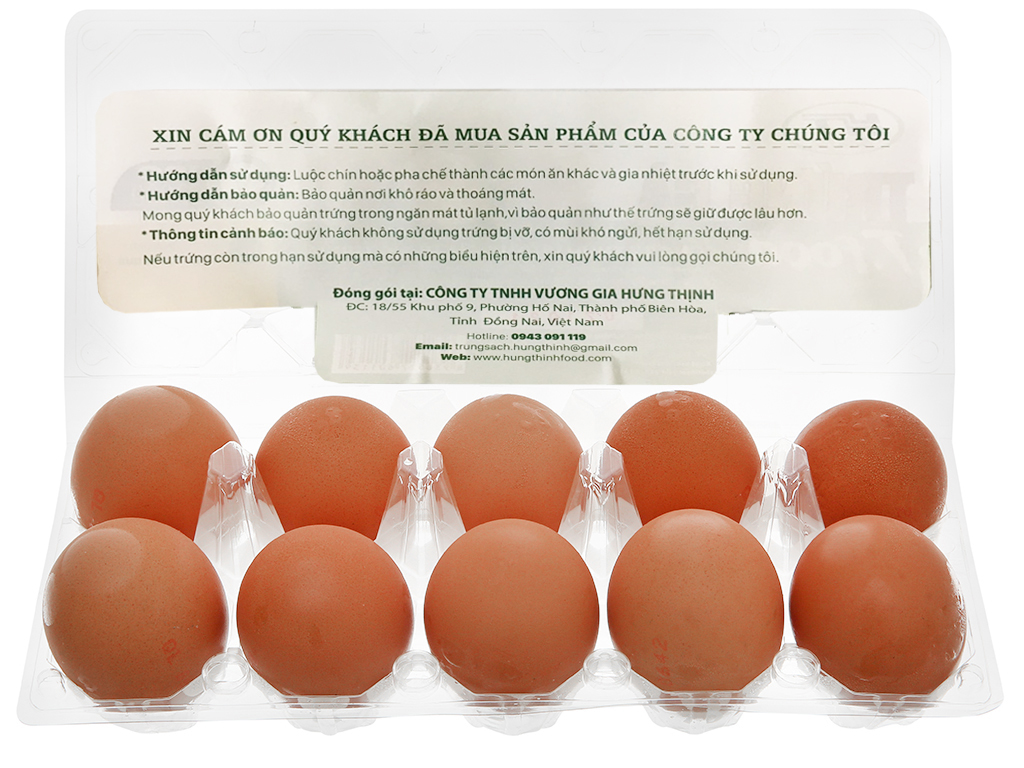 XIN CÁM ƠN QUÝ KHÁCH ĐÃ MUA SẢN PHẨM CỦA CÔNG TY CHÚNG TÔI
* Hướng dẫn sử dụng: Luộc chín hoặc pha chế thành các món ăn khác và gia nhiệt trước khi sử dụng.
* Hướng dẫn bảo quản: Bảo quản nơi khô ráo và thoáng mát.
Mong quý khách bảo quản trứng trong ngăn mát tủ lạnh, vì bảo quản như thế trứng sẽ giữ được lâu hơn.
* Thông tin cảnh báo: Quý khách không sử dụng trứng bị vỡ, có mùi khó ngửi, hết hạn sử dụng.
Nếu trứng còn trong hạn sử dụng mà có những biểu hiện trên, xin quý khách vui lòng gọi chúng tôi.
Đóng gói tại: CÔNG TY TNHH VƯƠNG GIA HƯNG THỊNH
ĐC: 18/55 Khu phố 9, Phường Hố Nai, Thành phố Biên Hòa,
Tỉnh Đồng Nai, Việt Nam
Hotline: 0943 091 119
Email: trungsach.hungthinh@gmail.com
Web: www.hungthinhfood.com